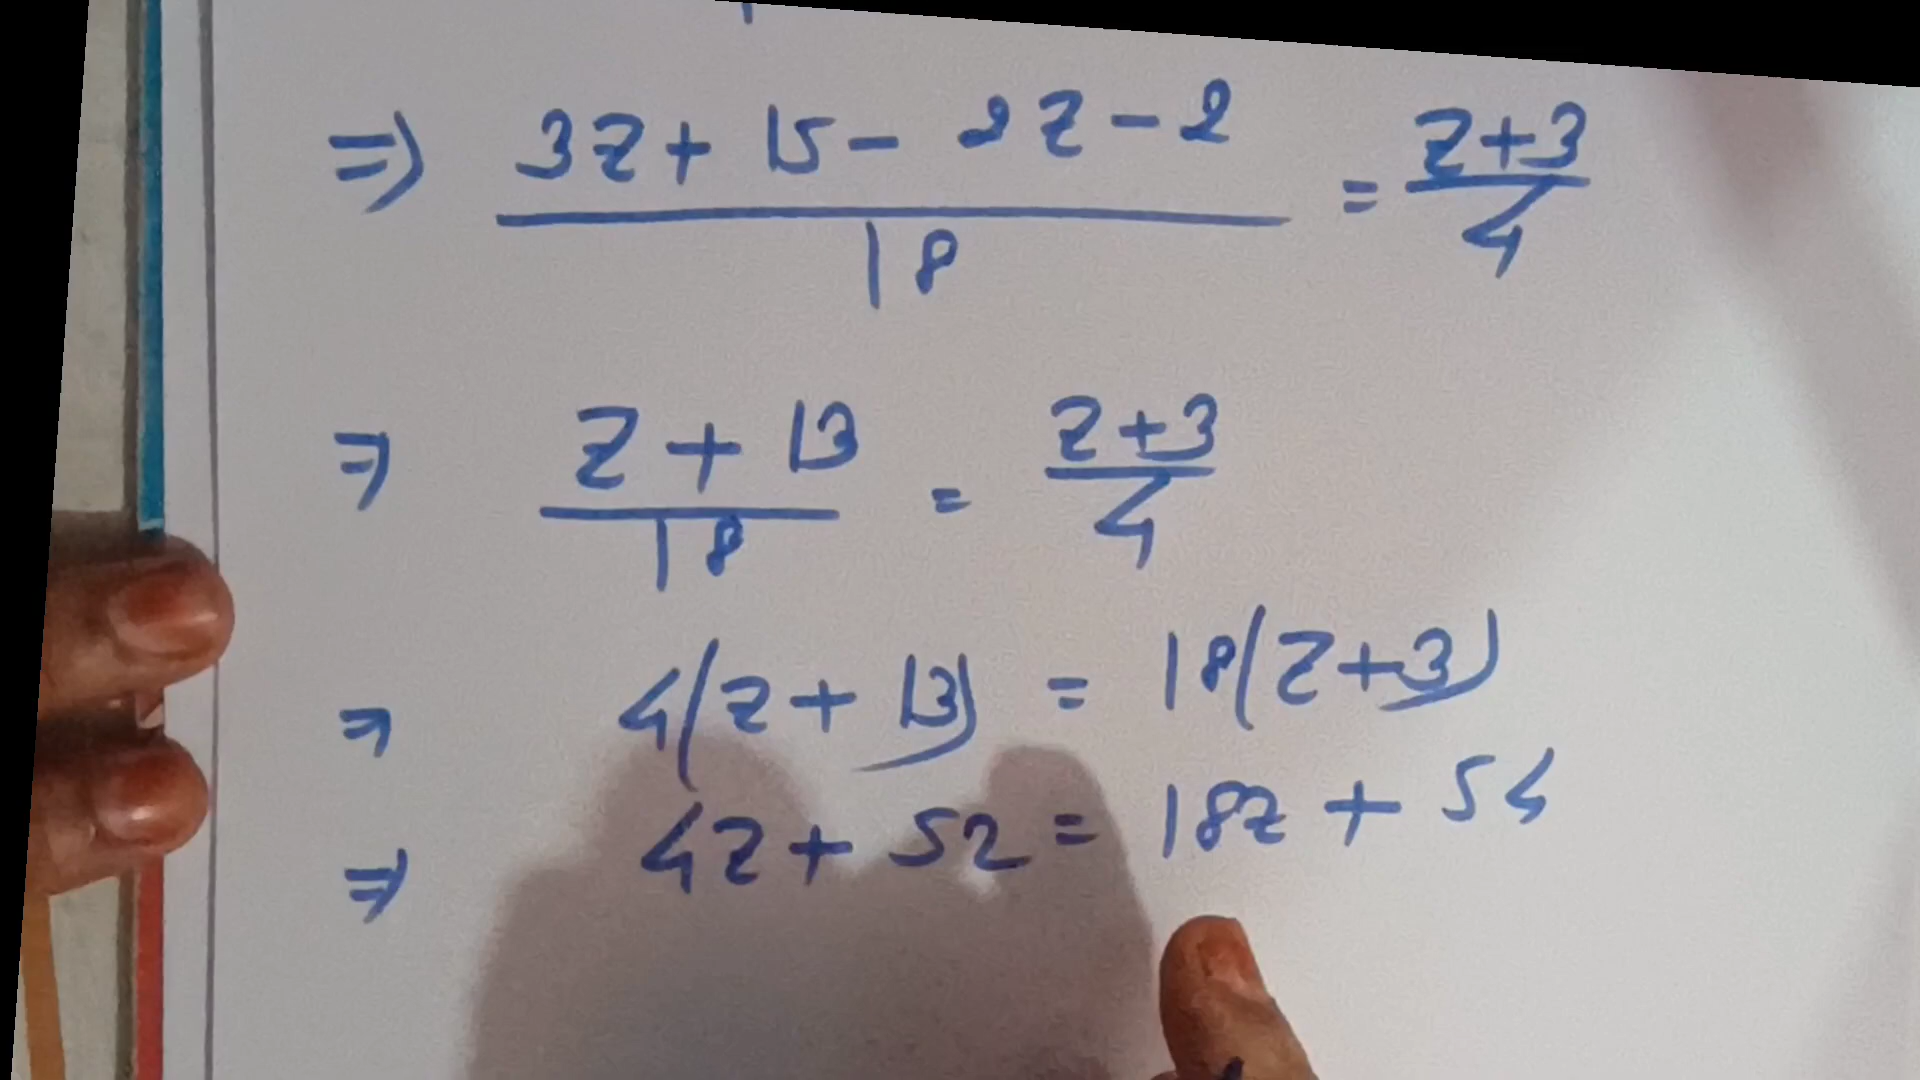 ⇒ (3z + 15 - 2z - 2)/18 = (z+3)/4
⇒ (z + 13)/18 = (z+3)/4
⇒ 4(z + 13) = 18(z+3)
⇒ 4z + 52 = 18z + 54